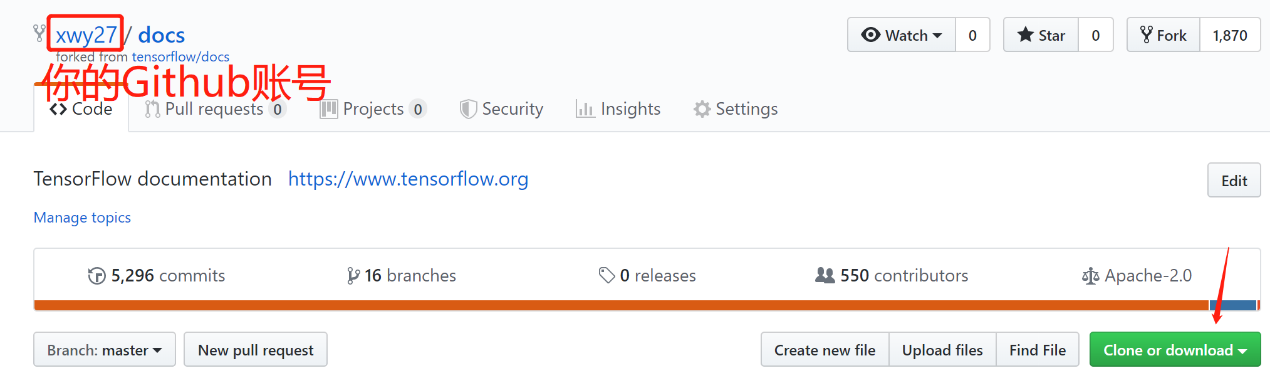 xwy27 / docs
Watch 0
Star 0
Fork 1,870
forked from tensorflow/docs
你的Github账号
Code
Pull requests 0
Projects 0
Security
Insights
Settings
TensorFlow documentation https://www.tensorflow.org
Edit
Manage topics
5,296 commits
16 branches
0 releases
550 contributors
Apache-2.0
Branch: master
New pull request
Create new file
Upload files
Find File
Clone or download